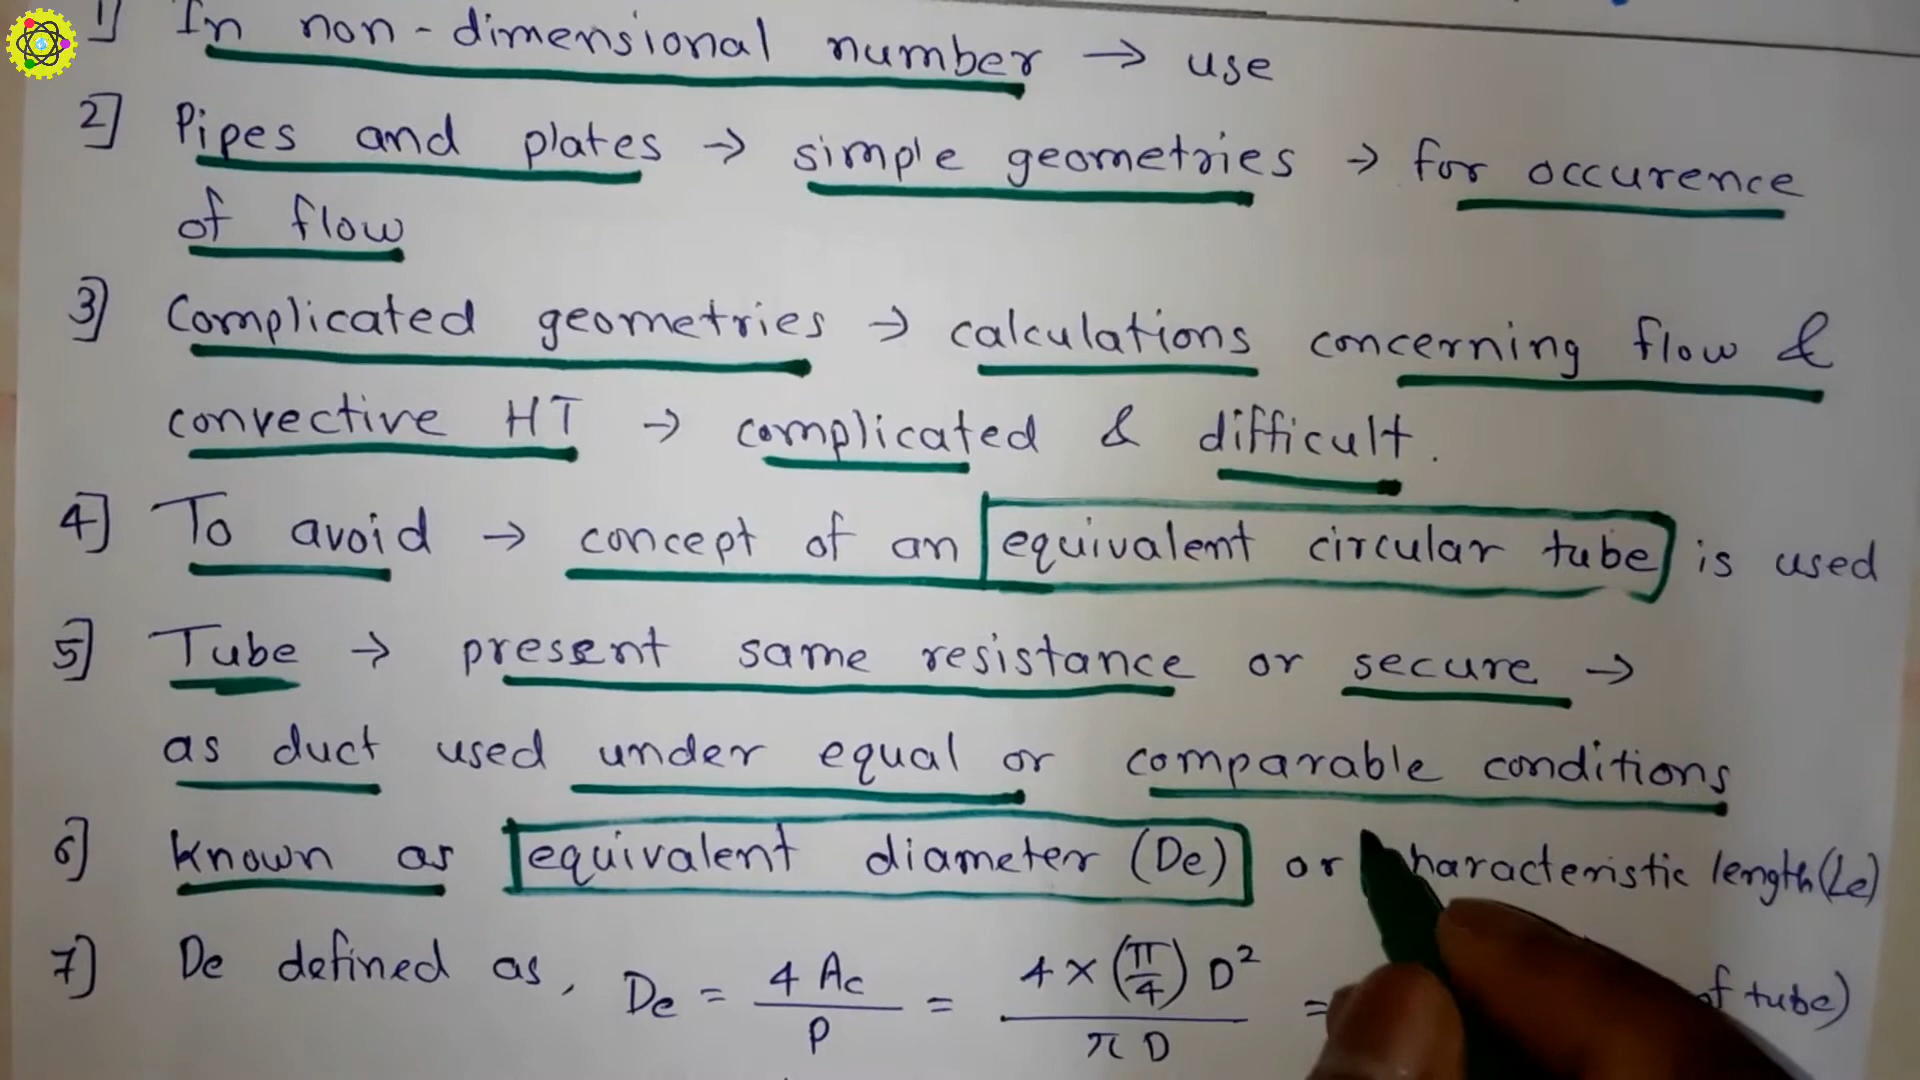 1] In non-dimensional number → use
2] Pipes and plates → simple geometries → for occurence
of flow
3] Complicated geometries → calculations concerning flow &
convective HT → complicated & difficult.
4] To avoid → concept of an equivalent circular tube is used
5] Tube → present same resistance or secure →
as duct used under equal or comparable conditions
6] Known as equivalent diameter (De) or characteristic length (Le)
7] De defined as, De = 4 Ac / P = 4 × (π/4) D² / π D = of tube)